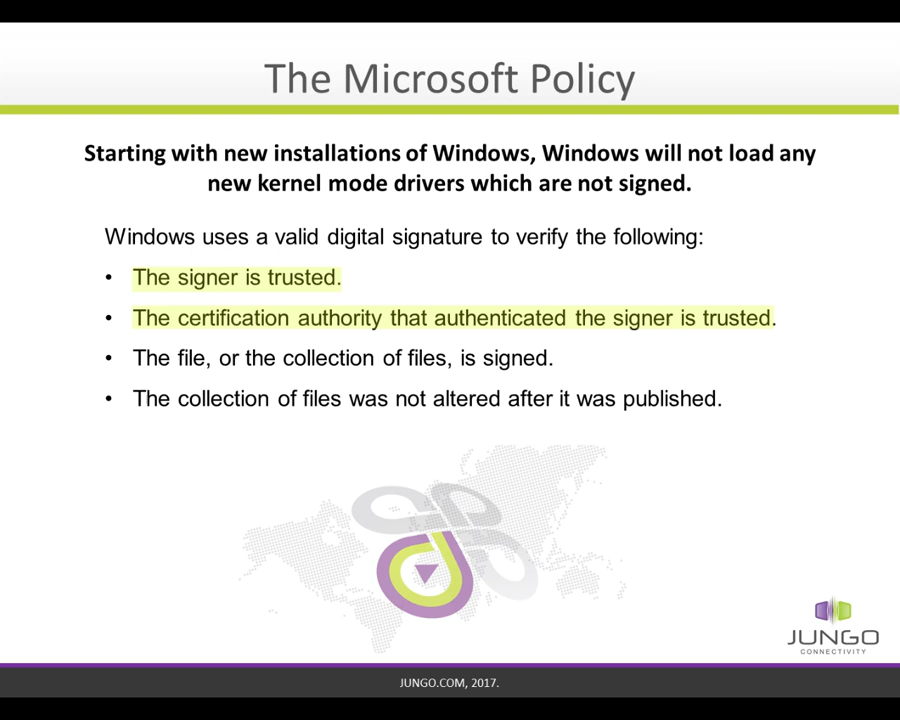 The Microsoft Policy
Starting with new installations of Windows, Windows will not load any
new kernel mode drivers which are not signed.
Windows uses a valid digital signature to verify the following:
• The signer is trusted.
• The certification authority that authenticated the signer is trusted.
• The file, or the collection of files, is signed.
• The collection of files was not altered after it was published.
JUNGO
CONNECTIVITY
JUNGO.COM, 2017.